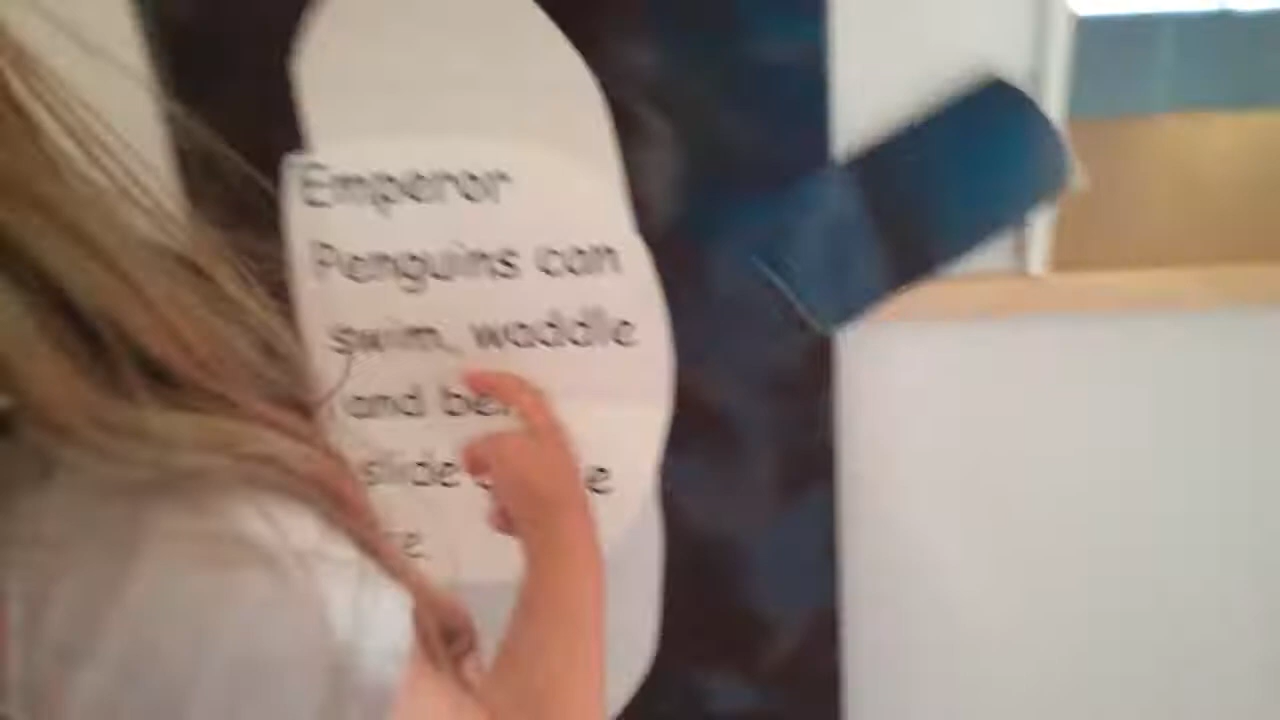 Emperor
Penguins can
swim, waddle
and
slide